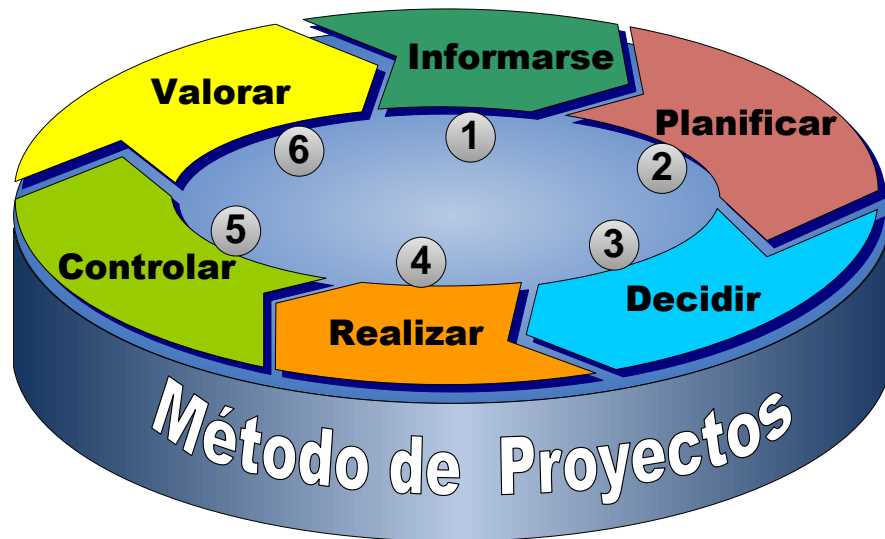 Informarse
1
Planificar
2
Decidir
3
Realizar
4
Controlar
5
Valorar
6
Método de Proyectos